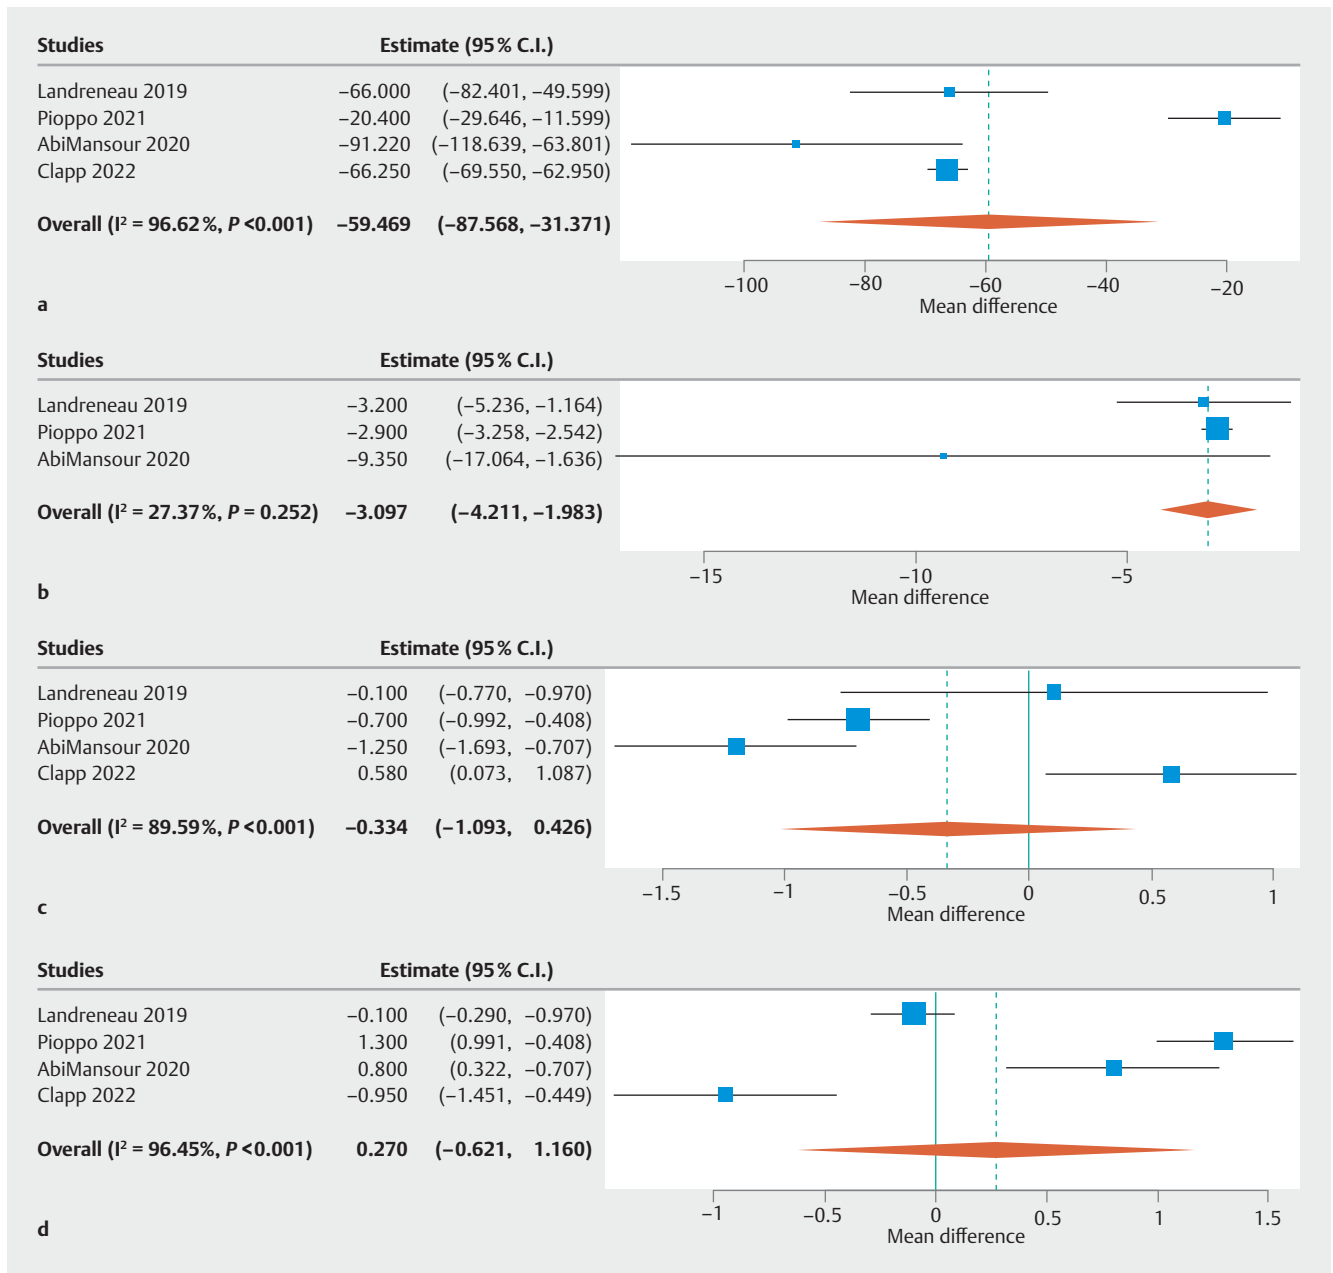 Studies Estimate (95 % C.I.)
Landreneau 2019 –66.000 (–82.401, –49.599)
Pioppo 2021 –20.400 (–29.646, –11.599)
AbiMansour 2020 –91.220 (–118.639, –63.801)
Clapp 2022 –66.250 (–69.550, –62.950)
Overall (I² = 96.62 %, P <0.001) –59.469 (–87.568, –31.371)
–100 –80 –60 –40 –20
Mean difference
a
Studies Estimate (95 % C.I.)
Landreneau 2019 –3.200 (–5.236, –1.164)
Pioppo 2021 –2.900 (–3.258, –2.542)
AbiMansour 2020 –9.350 (–17.064, –1.636)
Overall (I² = 27.37 %, P = 0.252) –3.097 (–4.211, –1.983)
–15 –10 –5
Mean difference
b
Studies Estimate (95 % C.I.)
Landreneau 2019 –0.100 (–0.770, –0.970)
Pioppo 2021 –0.700 (–0.992, –0.408)
AbiMansour 2020 –1.250 (–1.693, –0.707)
Clapp 2022 0.580 (0.073, 1.087)
Overall (I² = 89.59 %, P <0.001) –0.334 (–1.093, 0.426)
–1.5 –1 –0.5 0 0.5 1
Mean difference
c
Studies Estimate (95 % C.I.)
Landreneau 2019 –0.100 (–0.290, –0.970)
Pioppo 2021 1.300 (0.991, –0.408)
AbiMansour 2020 0.800 (0.322, –0.707)
Clapp 2022 –0.950 (–1.451, –0.449)
Overall (I² = 96.45%, P <0.001) 0.270 (–0.621, 1.160)
–1 –0.5 0 0.5 1 1.5
Mean difference
d